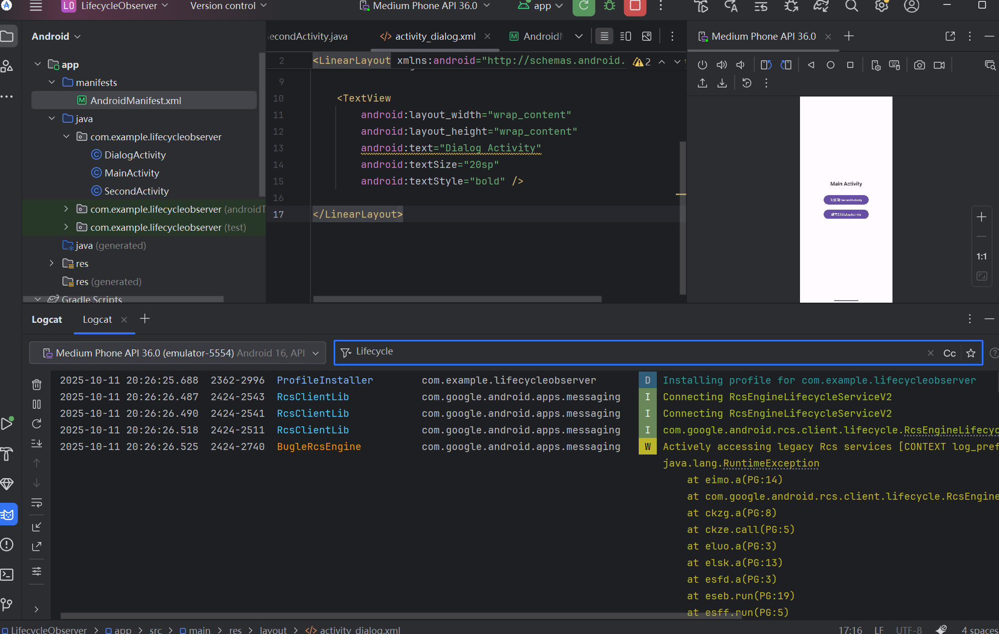 LO LifecycleObserver Version control Medium Phone API 36.0 app
Android
app
manifests
AndroidManifest.xml
java
com.example.lifecycleobserver
DialogActivity
MainActivity
SecondActivity
com.example.lifecycleobserver (androidT
com.example.lifecycleobserver (test)
java (generated)
res
res (generated)
Gradle Scripts
econdActivity.java activity_dialog.xml Android
2 <LinearLayout xmlns:android="http://schemas.android. 2
9
10 <TextView
11 android:layout_width="wrap_content"
12 android:layout_height="wrap_content"
13 android:text="Dialog Activity"
14 android:textSize="20sp"
15 android:textStyle="bold" />
16
17 </LinearLayout>
Medium Phone API 36.0
Main Activity
跳转到 SecondActivity
跳转到 DialogActivity
1:1
Logcat Logcat
Medium Phone API 36.0 (emulator-5554) Android 16, API Lifecycle Cc
2025-10-11 20:26:25.688 2362-2996 ProfileInstaller com.example.lifecycleobserver D Installing profile for com.example.lifecycleobserver
2025-10-11 20:26:26.487 2424-2543 RcsClientLib com.google.android.apps.messaging I Connecting RcsEngineLifecycleServiceV2
2025-10-11 20:26:26.490 2424-2541 RcsClientLib com.google.android.apps.messaging I Connecting RcsEngineLifecycleServiceV2
2025-10-11 20:26:26.518 2424-2511 RcsClientLib com.google.android.apps.messaging I com.google.android.rcs.client.lifecycle.RcsEngineLifecyc
2025-10-11 20:26:26.525 2424-2740 BugleRcsEngine com.google.android.apps.messaging W Actively accessing legacy Rcs services [CONTEXT log_pref
java.lang.RuntimeException
at eimo.a(PG:14)
at com.google.android.rcs.client.lifecycle.RcsEngine
at ckzg.a(PG:8)
at ckze.call(PG:5)
at eluo.a(PG:3)
at elsk.a(PG:13)
at esfd.a(PG:3)
at eseb.run(PG:19)
at esff.run(PG:5)
LifecycleObserver > app > src > main > res > layout > activity_dialog.xml 17:16 LF UTF-8 4 spaces